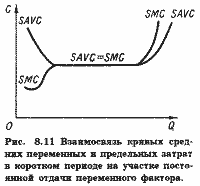 C
SAVC
SMC
SAVC
SAVC=SMC
SMC
O
Q
Рис. 8.11 Взаимосвязь кривых сред-
них переменных и предельных затрат
в коротком периоде на участке посто-
янной отдачи переменного фактора.